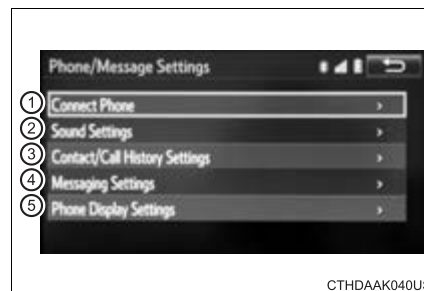 Phone/Message Settings
1 Connect Phone
2 Sound Settings
3 Contact/Call History Settings
4 Messaging Settings
5 Phone Display Settings
CTHDAAK040US